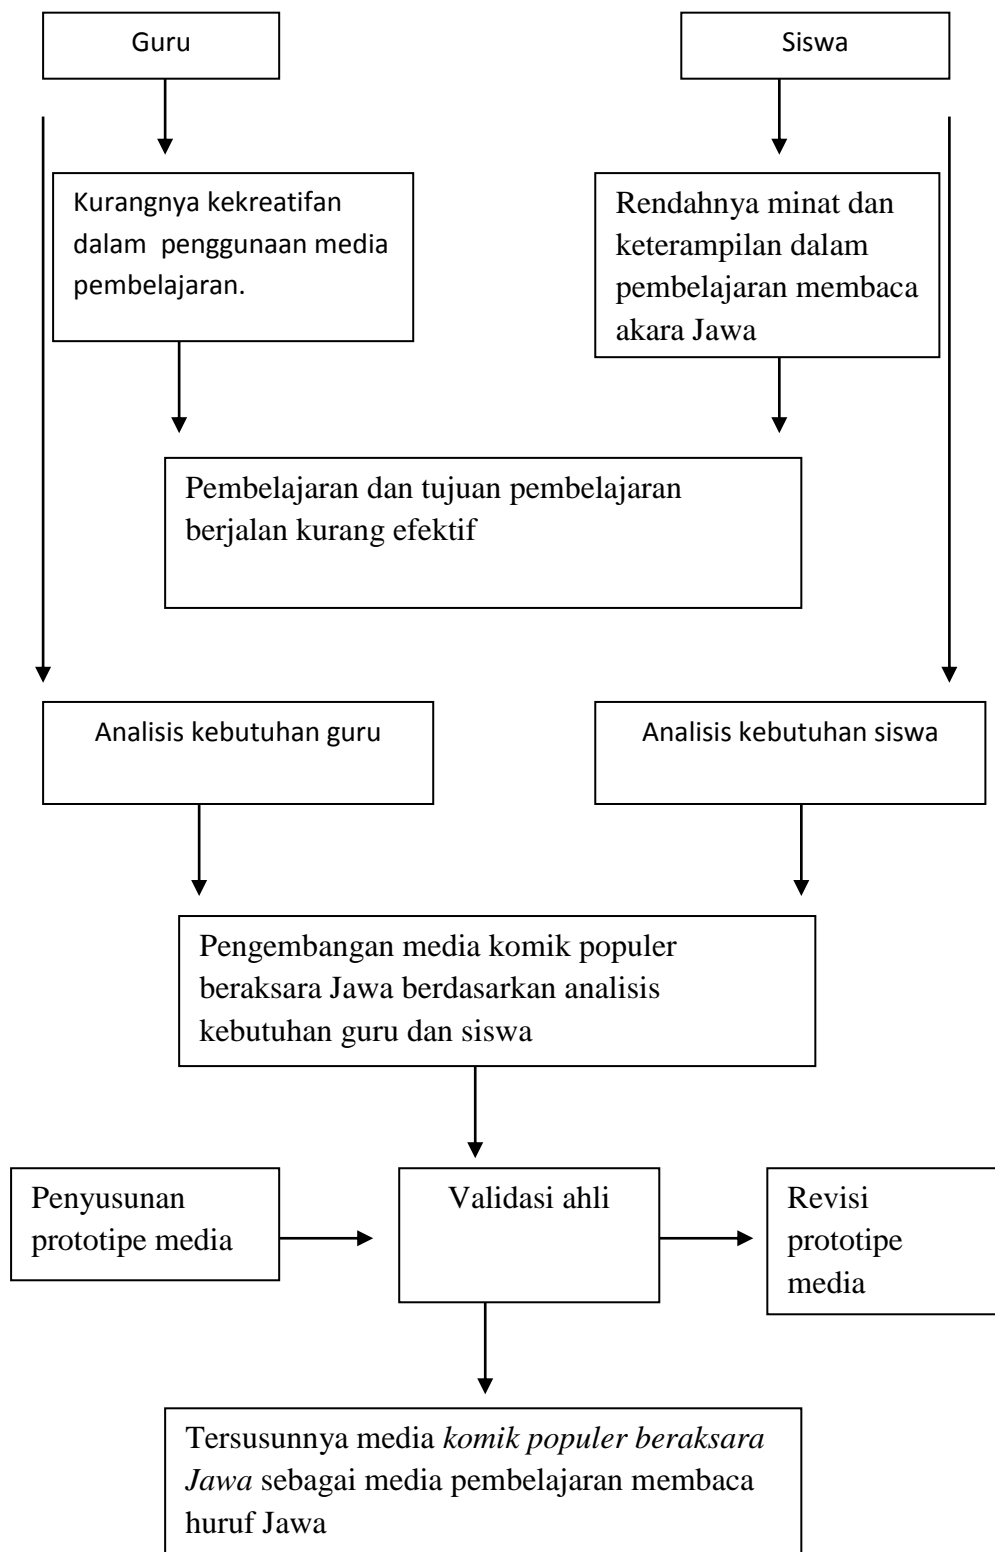 Guru
Siswa
Kurangnya kekreatifan
dalam  penggunaan media
pembelajaran.
Rendahnya minat dan
keterampilan dalam
pembelajaran membaca
akara Jawa
Pembelajaran dan tujuan pembelajaran
berjalan kurang efektif
Analisis kebutuhan guru
Analisis kebutuhan siswa
Pengembangan media komik populer
beraksara Jawa berdasarkan analisis
kebutuhan guru dan siswa
Penyusunan
prototipe media
Validasi ahli
Revisi
prototipe
media
Tersusunnya media komik populer beraksara
Jawa sebagai media pembelajaran membaca
huruf Jawa